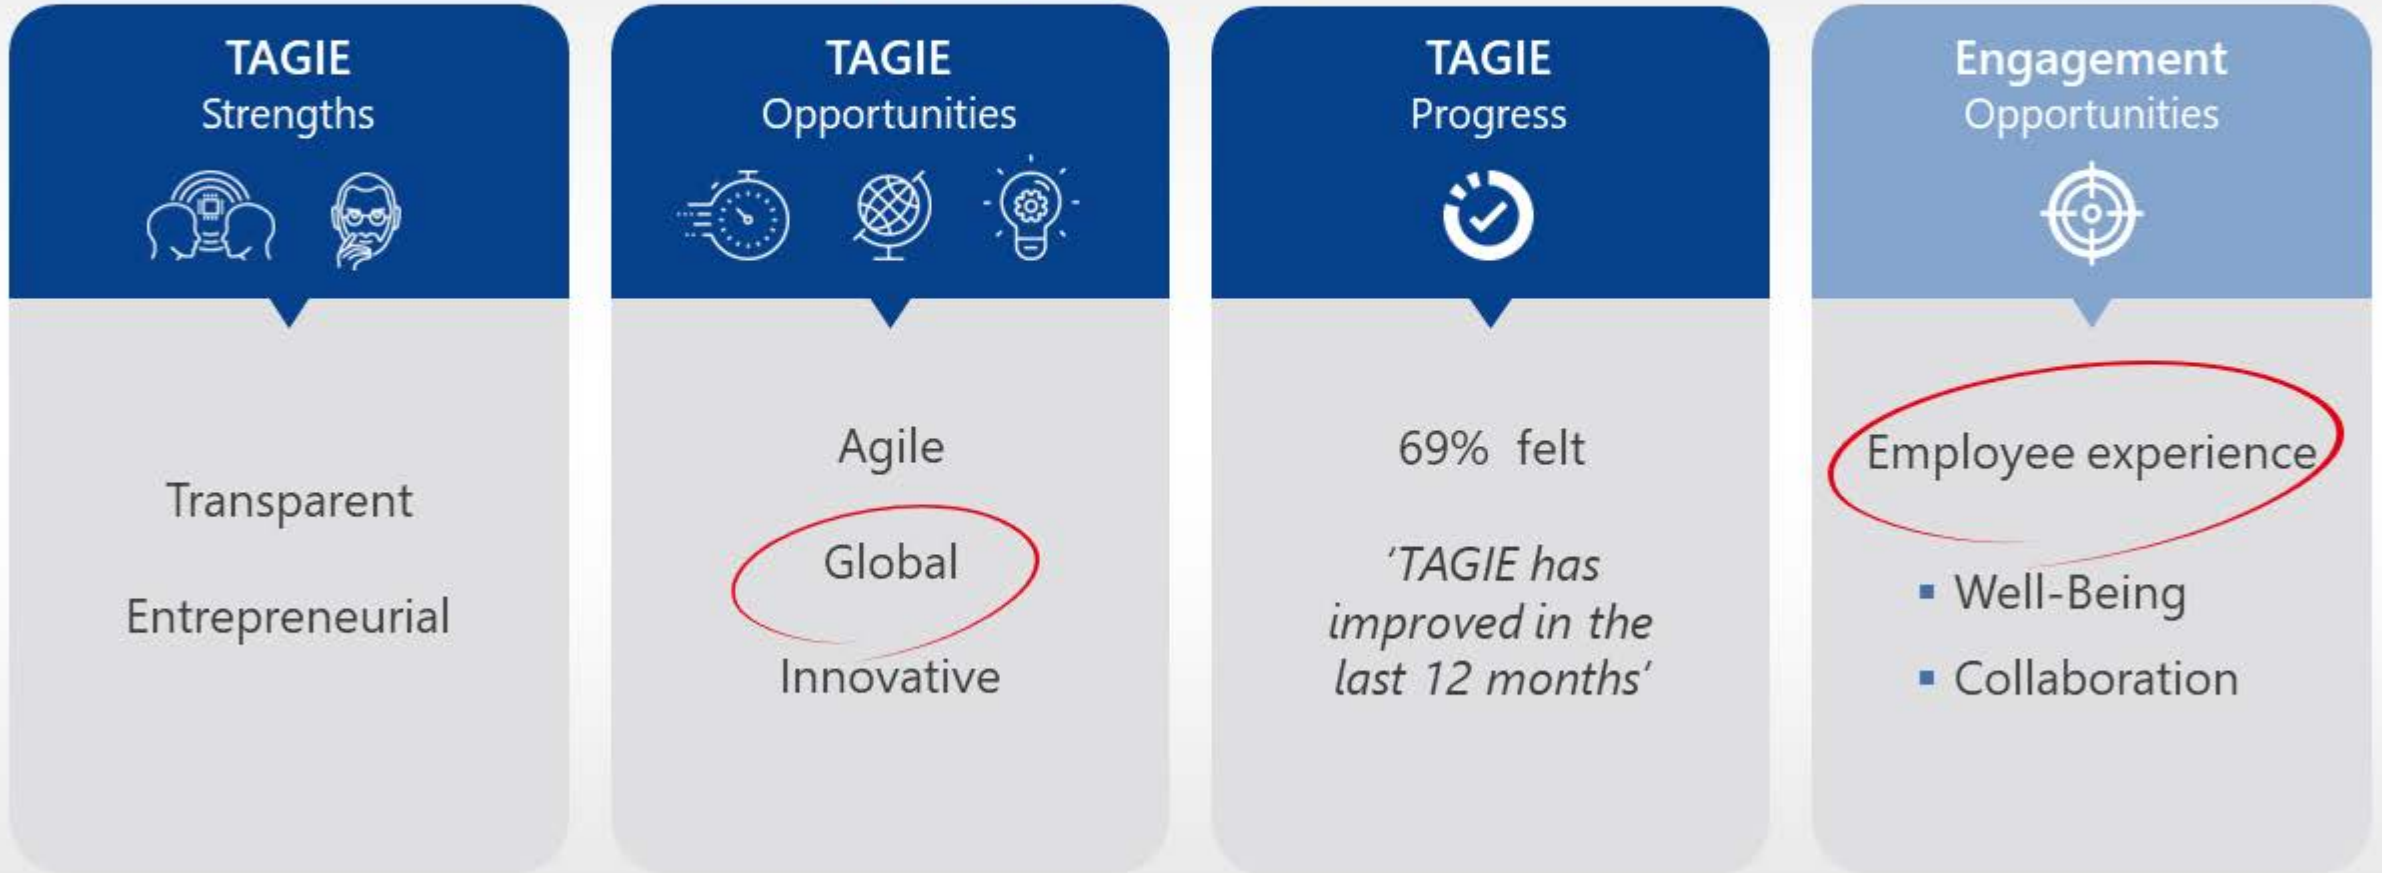 TAGIE
Strengths
Transparent
Entrepreneurial
TAGIE
Opportunities
Agile
Global
Innovative
TAGIE
Progress
69% felt
'TAGIE has
improved in the
last 12 months'
Engagement
Opportunities
Employee experience
▪ Well-Being
▪ Collaboration